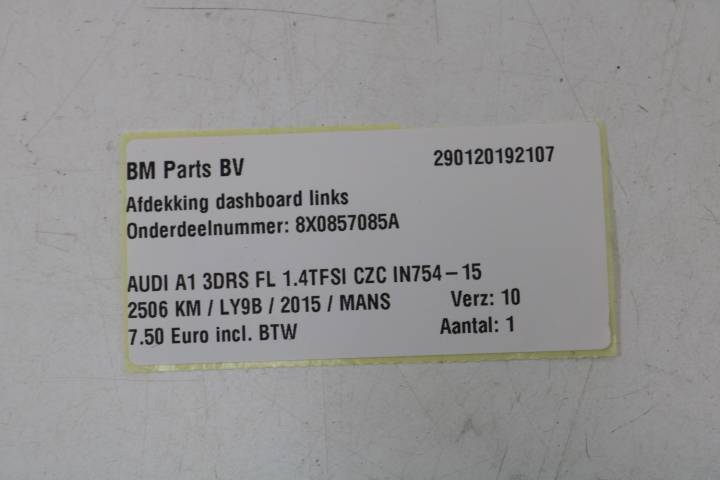 BM Parts BV 290120192107
Afdekking dashboard links
Onderdeelnummer: 8X0857085A
AUDI A1 3DRS FL 1.4TFSI CZC IN754-15
2506 KM / LY9B / 2015 / MANS Verz: 10
7.50 Euro incl. BTW Aantal: 1